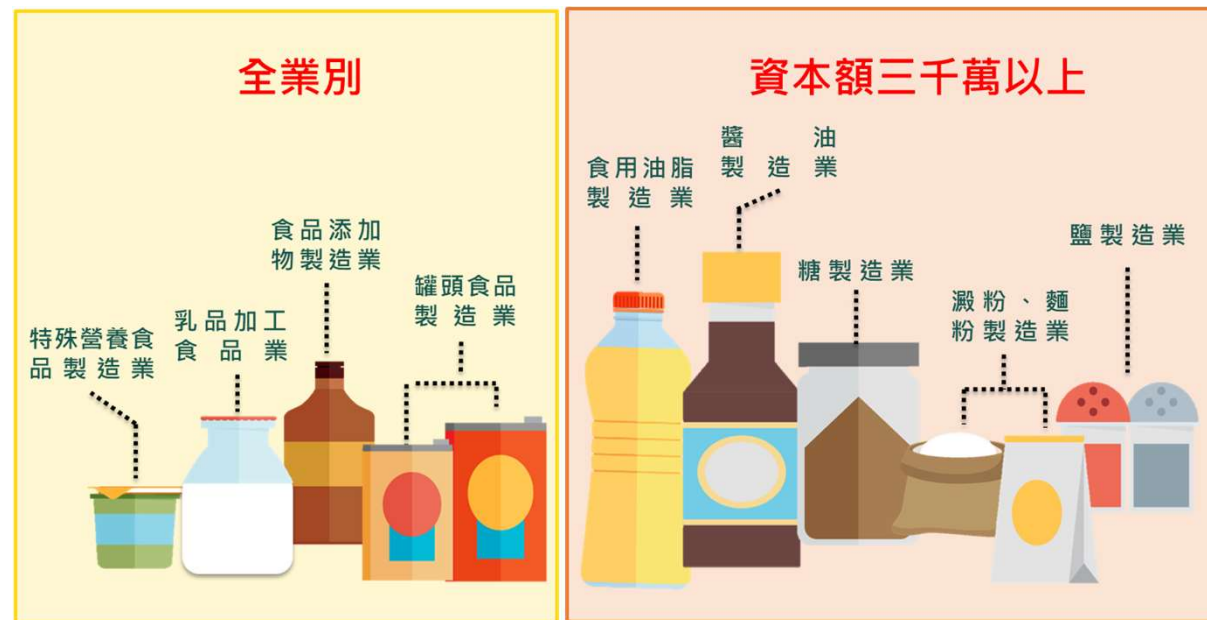 全業別
特殊營養食
品製造業
乳品加工
食品業
食品添加
物製造業
罐頭食品
製造業
資本額三千萬以上
食用油脂
製造業
醬油
製造業
糖製造業
澱粉、麵
粉製造業
鹽製造業